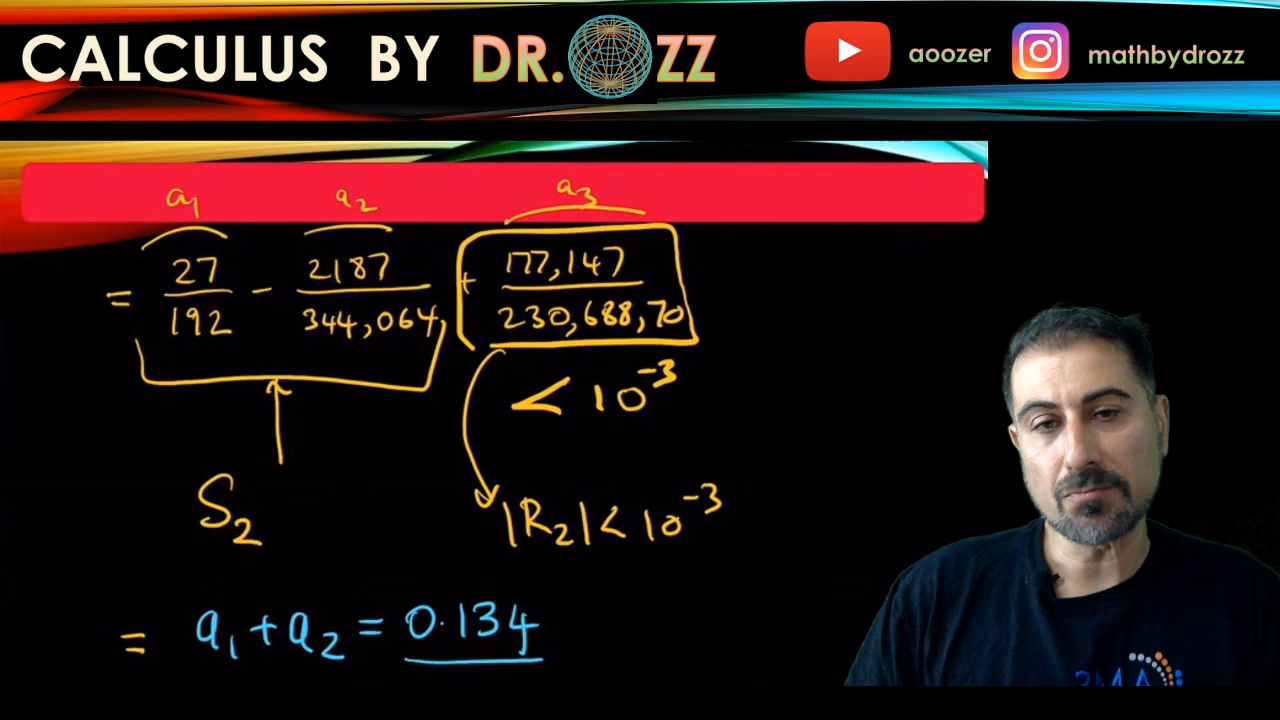 CALCULUS BY DR. ZZ
aoozer
mathbydrozz
a₁ a₂ a₃
= 27/192 - 2187/344,064 + 177,147/230,688,70
< 10⁻³
S₂
|R₂| < 10⁻³
= a₁ + a₂ = 0.134